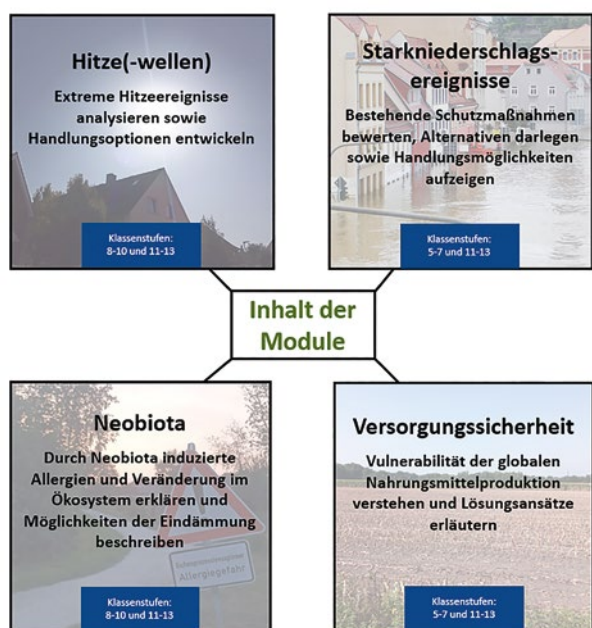 Hitze(-wellen)
Extreme Hitzeereignisse
analysieren sowie
Handlungsoptionen entwickeln
Klassenstufen:
8-10 und 11-13
Starkniederschlags-
ereignisse
Bestehende Schutzmaßnahmen
bewerten, Alternativen darlegen
sowie Handlungsmöglichkeiten
aufzeigen
Klassenstufen:
5-7 und 11-13
Inhalt der
Module
Neobiota
Durch Neobiota induzierte
Allergien und Veränderung im
Ökosystem erklären und
Möglichkeiten der Eindämmung
beschreiben
Allergiegefahr
Klassenstufen:
8-10 und 11-13
Versorgungssicherheit
Vulnerabilität der globalen
Nahrungsmittelproduktion
verstehen und Lösungsansätze
erläutern
Klassenstufen:
5-7 und 11-13